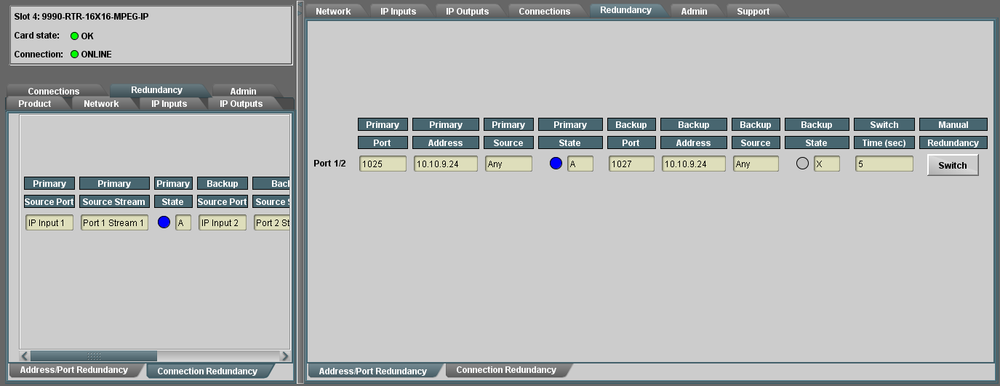 Slot 4: 9990-RTR-16X16-MPEG-IP
Card state: OK
Connection: ONLINE
Connections Redundancy Admin
Product Network IP Inputs IP Outputs
Primary Primary Primary Backup Bacl
Source Port Source Stream State Source Port Source S
IP Input 1 Port 1 Stream 1 A IP Input 2 Port 2 St
Address/Port Redundancy Connection Redundancy
Network IP Inputs IP Outputs Connections Redundancy Admin Support
Primary Primary Primary Primary Backup Backup Backup Backup Switch Manual
Port Address Source State Port Address Source State Time (sec) Redundancy
Port 1/2 1025 10.10.9.24 Any A 1027 10.10.9.24 Any X 5 Switch
Address/Port Redundancy Connection Redundancy